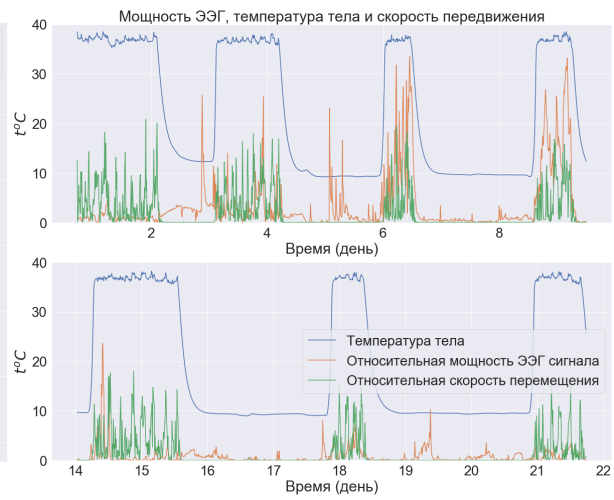 Мощность ЭЭГ, температура тела и скорость передвижения
40
30
20
10
0
t°C
2 4 6 8
Время (день)
40
30
20
10
0
t°C
Температура тела
Относительная мощность ЭЭГ сигнала
Относительная скорость перемещения
14 15 16 17 18 19 20 21 22
Время (день)